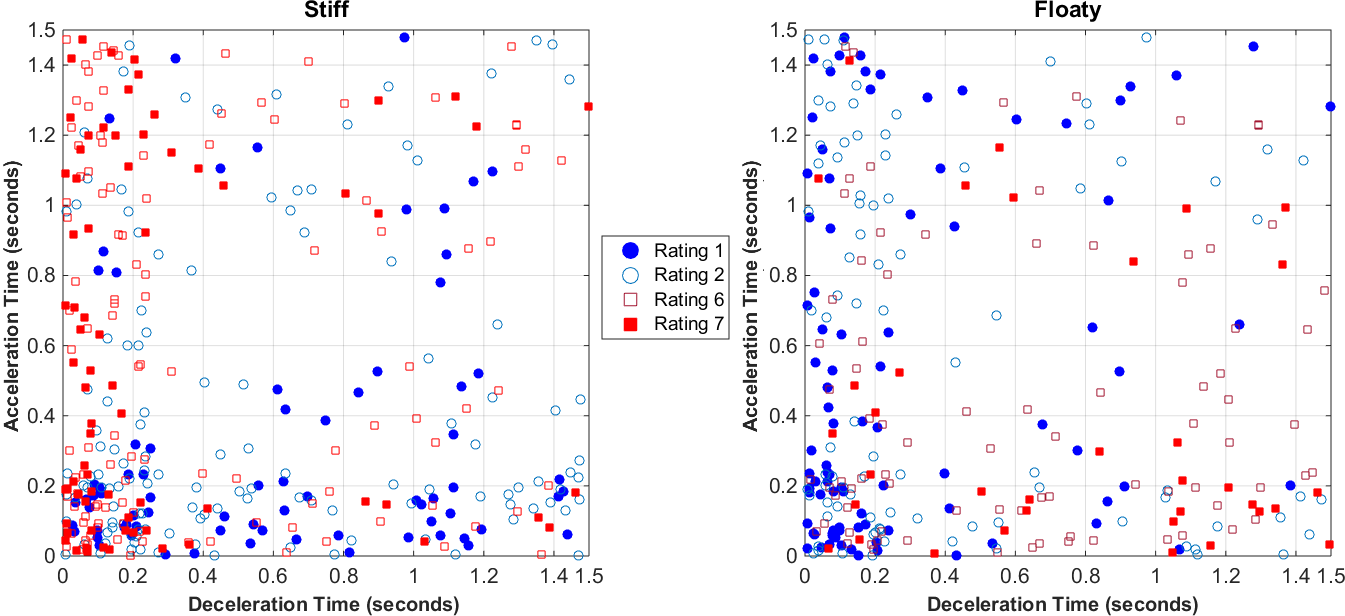 Stiff
1.5
1.4
1.2
1
0.8
0.6
0.4
0.2
0
Acceleration Time (seconds)
0 0.2 0.4 0.6 0.8 1 1.2 1.4 1.5
Deceleration Time (seconds)
Rating 1
Rating 2
Rating 6
Rating 7
Floaty
1.5
1.4
1.2
1
0.8
0.6
0.4
0.2
0
Acceleration Time (seconds)
0 0.2 0.4 0.6 0.8 1 1.2 1.4 1.5
Deceleration Time (seconds)